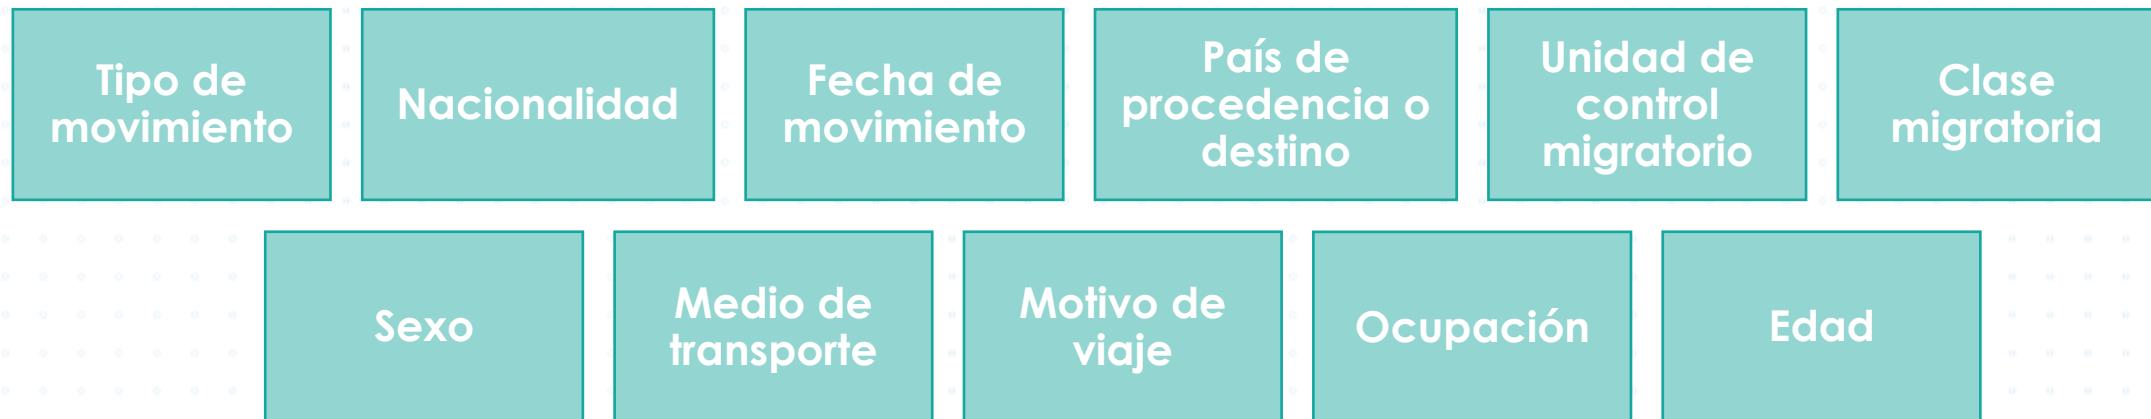 Tipo de
movimiento
Nacionalidad
Fecha de
movimiento
País de
procedencia o
destino
Unidad de
control
migratorio
Clase
migratoria
Sexo
Medio de
transporte
Motivo de
viaje
Ocupación
Edad